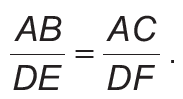 AB/DE = AC/DF .